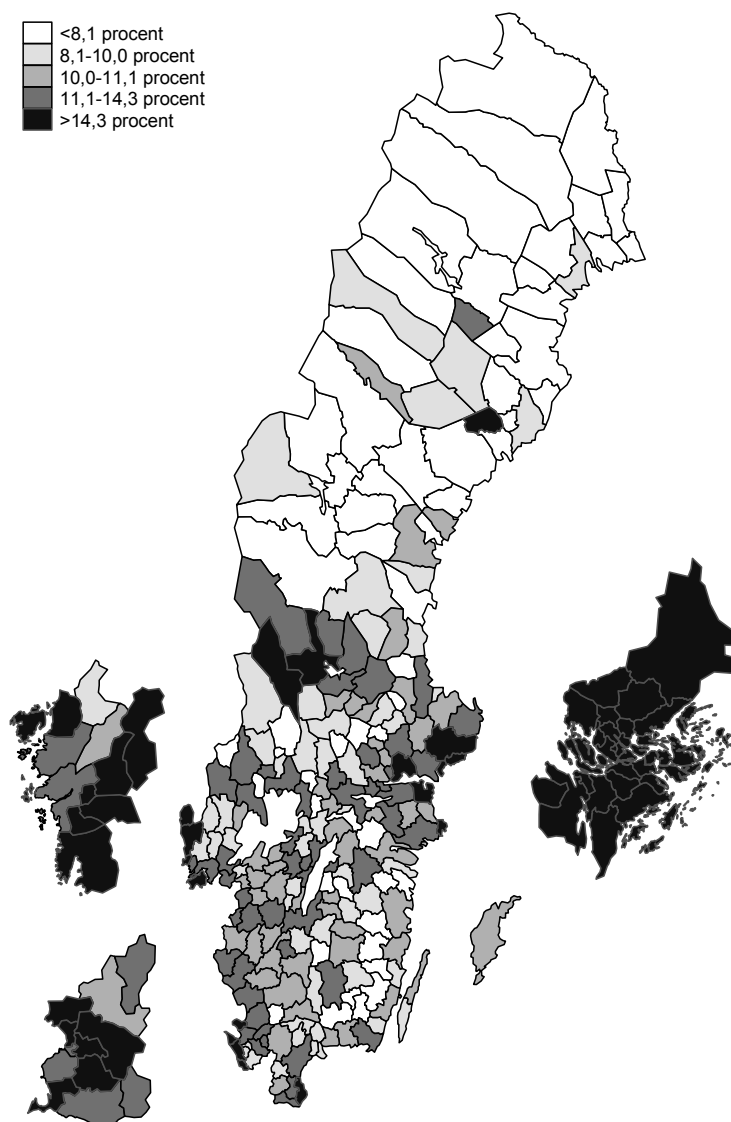 <8,1 procent
8,1-10,0 procent
10,0-11,1 procent
11,1-14,3 procent
>14,3 procent